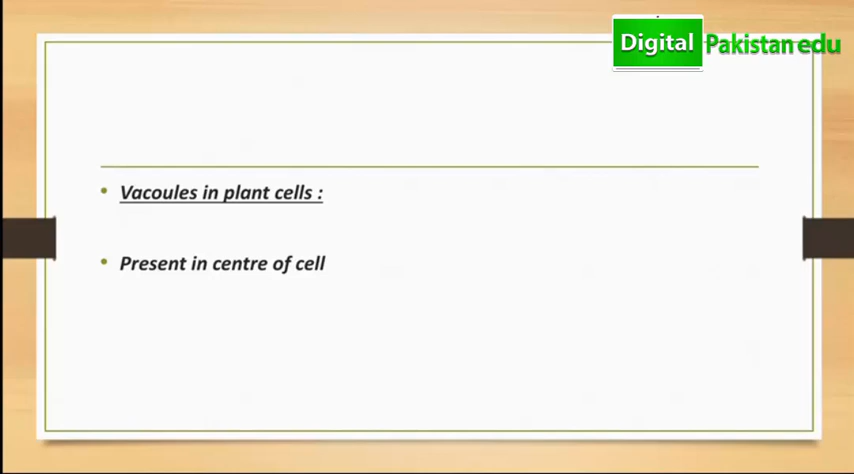 Digital Pakistan edu
• Vacoules in plant cells :
• Present in centre of cell